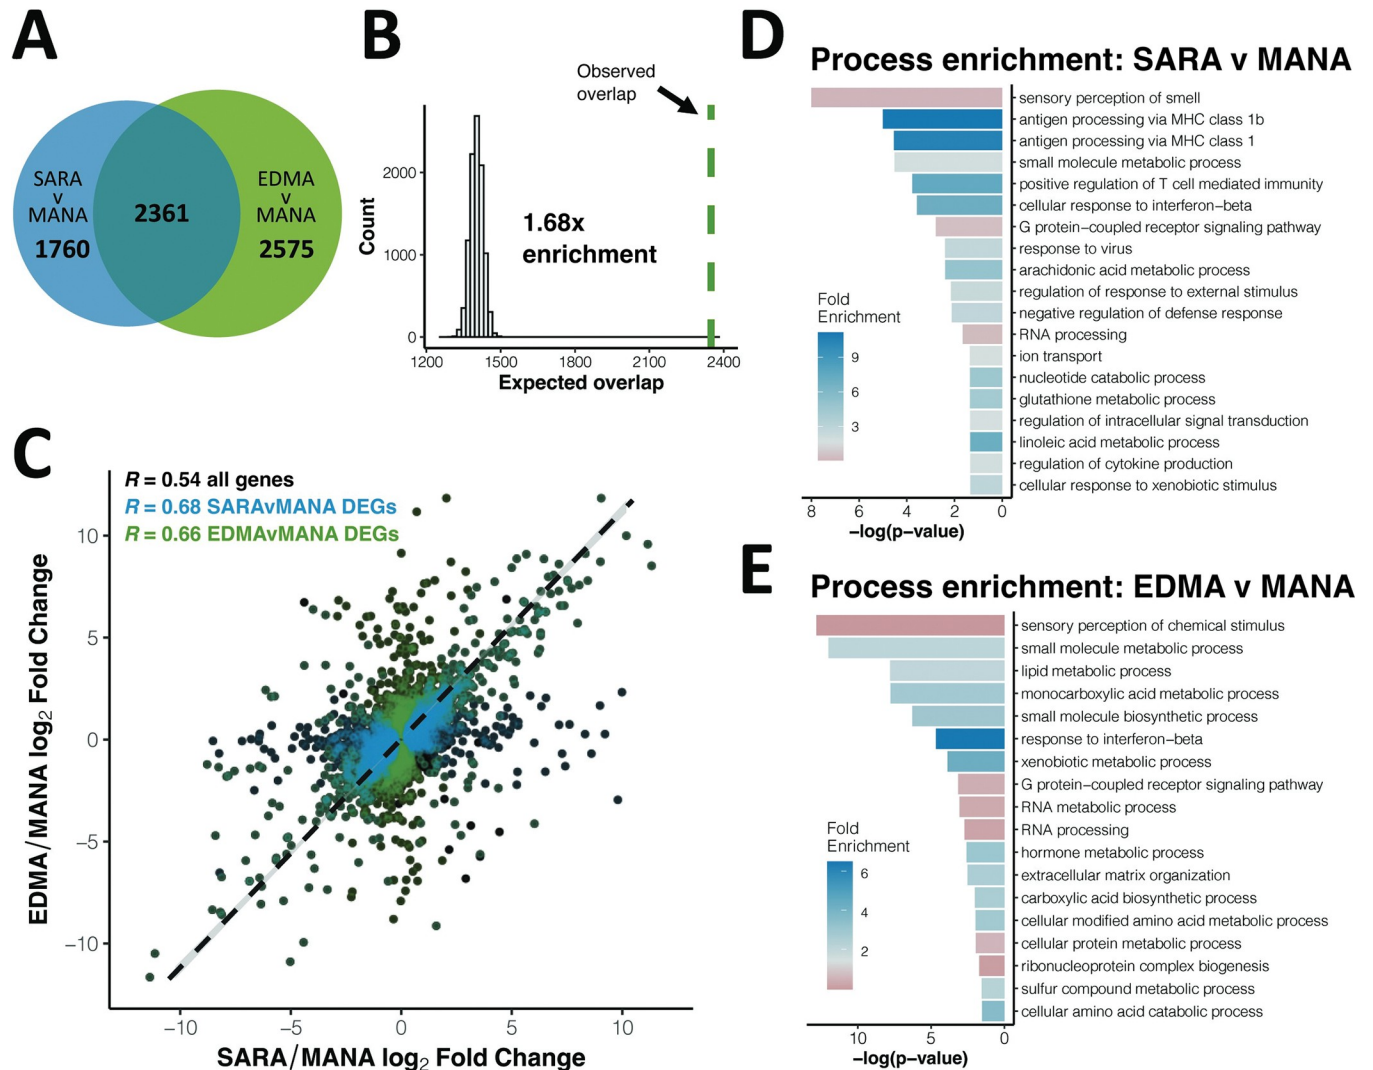 A
SARA
v
MANA
1760
2361
EDMA
v
MANA
2575
B
Observed
overlap
1.68x
enrichment
Count
2000
1000
0
1200
1500
1800
2100
2400
Expected overlap
C
R = 0.54 all genes
R = 0.68 SARAvMANA DEGs
R = 0.66 EDMAvMANA DEGs
EDMA/MANA log2 Fold Change
10
5
0
−5
−10
−10
−5
0
5
10
SARA/MANA log2 Fold Change
D
Process enrichment: SARA v MANA
sensory perception of smell
antigen processing via MHC class 1b
antigen processing via MHC class 1
small molecule metabolic process
positive regulation of T cell mediated immunity
cellular response to interferon−beta
G protein−coupled receptor signaling pathway
response to virus
arachidonic acid metabolic process
regulation of response to external stimulus
negative regulation of defense response
RNA processing
ion transport
nucleotide catabolic process
glutathione metabolic process
regulation of intracellular signal transduction
linoleic acid metabolic process
regulation of cytokine production
cellular response to xenobiotic stimulus
Fold
Enrichment
9
6
3
8
6
4
2
0
−log(p−value)
E
Process enrichment: EDMA v MANA
sensory perception of chemical stimulus
small molecule metabolic process
lipid metabolic process
monocarboxylic acid metabolic process
small molecule biosynthetic process
response to interferon−beta
xenobiotic metabolic process
G protein−coupled receptor signaling pathway
RNA metabolic process
RNA processing
hormone metabolic process
extracellular matrix organization
carboxylic acid biosynthetic process
cellular modified amino acid metabolic process
cellular protein metabolic process
ribonucleoprotein complex biogenesis
sulfur compound metabolic process
cellular amino acid catabolic process
Fold
Enrichment
6
4
2
10
5
0
−log(p−value)